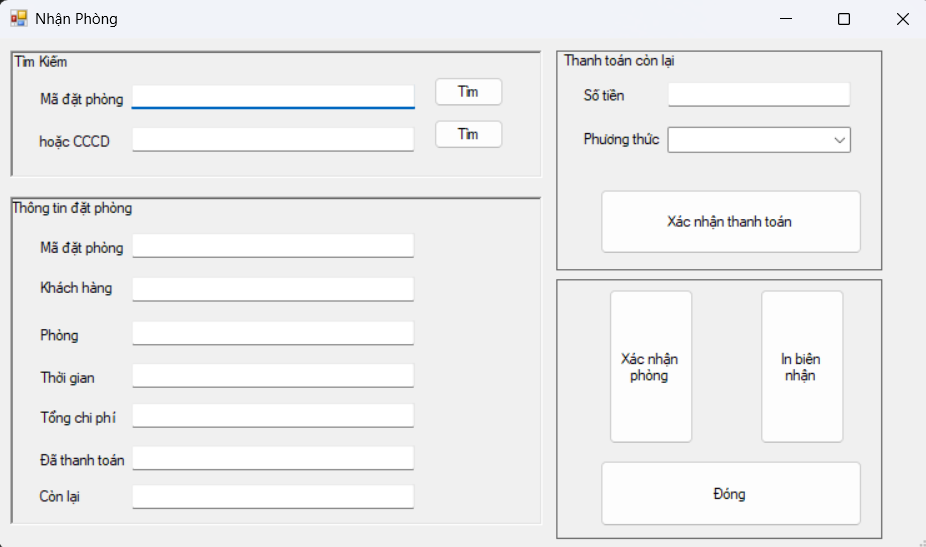 Nhận Phòng
Tìm Kiếm
Mã đặt phòng
Tìm
hoặc CCCD
Tìm
Thông tin đặt phòng
Mã đặt phòng
Khách hàng
Phòng
Thời gian
Tổng chi phí
Đã thanh toán
Còn lại
Thanh toán còn lại
Số tiền
Phương thức
Xác nhận thanh toán
Xác nhận
phòng
In biên
nhận
Đóng